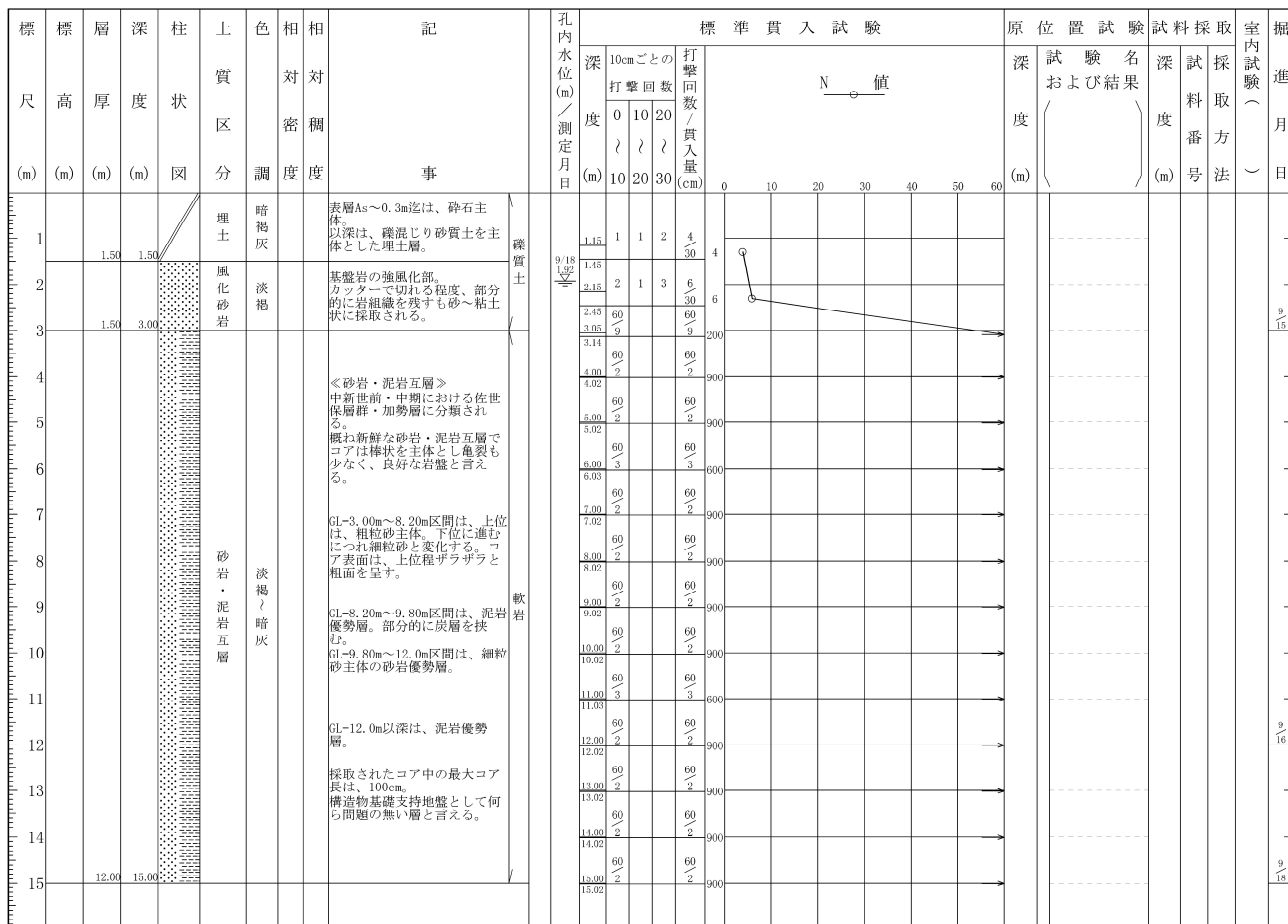 標尺(m)
標高(m)
層厚(m)
深度(m)
柱状図
土質区分
色調
相対密度
相対稠度
記事
孔内水位(m)／測定月日
標準貫入試験
深度(m)
10cmごとの打撃回数
0〜10
10〜20
20〜30
打撃回数/貫入量(cm)
N 値
0 10 20 30 40 50 60
原位置試験
深度(m)
試験名および結果
試料採取
深度(m)
試料番号
採取方法
室内試験( )
掘進月日
1
2
3
4
5
6
7
8
9
10
11
12
13
14
15
1.50 1.50
埋土
暗褐灰
表層As〜0.3m迄は、砕石主
体。
以深は、礫混じり砂質土を主
体とした埋土層。
礫質土
1.50 3.00
風化砂岩
淡褐
基盤岩の強風化部。
カッターで切れる程度、部分
的に岩組織を残すも砂〜粘土
状に採取される。
12.00 15.00
砂岩・泥岩互層
淡褐〜暗灰
≪砂岩・泥岩互層≫
中新世前・中期における佐世
保層群・加勢層に分類され
る。
概ね新鮮な砂岩・泥岩互層で
コアは棒状を主体とし亀裂も
少なく、良好な岩盤と言え
る。
GL-3.00m〜8.20m区間は、上位
は、粗粒砂主体。下位に進む
につれ細粒砂と変化する。コ
ア表面は、上位程ザラザラと
粗面を呈す。
GL-8.20m〜9.80m区間は、泥岩
優勢層。部分的に炭層を挟
む。
GL-9.80m〜12.0m区間は、細粒
砂主体の砂岩優勢層。
GL-12.0m以深は、泥岩優勢
層。
採取されたコア中の最大コア
長は、100cm。
構造物基礎支持地盤として何
ら問題の無い層と言える。
軟岩
9/18
1.92
1.15 1 1 2 4/30 4
1.45
2.15 2 1 3 6/30 6
2.45
3.05 60/9 60/9 200
3.14
4.00 60/2 60/2 900
4.02
5.00 60/2 60/2 900
5.02
6.00 60/3 60/3 600
6.03
7.00 60/2 60/2 900
7.02
8.00 60/2 60/2 900
8.02
9.00 60/2 60/2 900
9.02
10.00 60/2 60/2 900
10.02
11.00 60/3 60/3 600
11.03
12.00 60/2 60/2 900
12.02
13.00 60/2 60/2 900
13.02
14.00 60/2 60/2 900
14.02
15.00 60/2 60/2 900
15.02
9/15
9/16
9/18